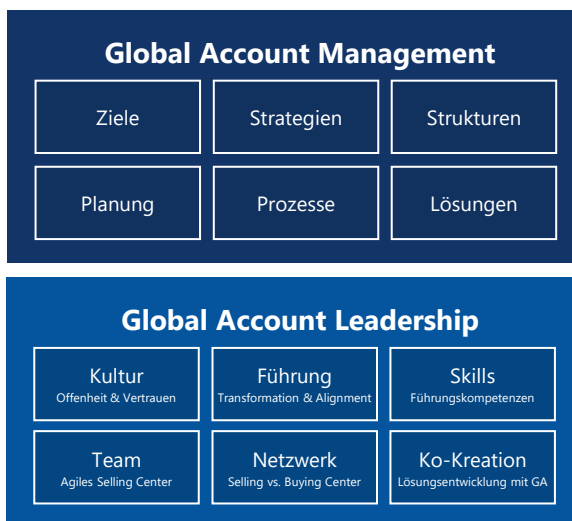 Global Account Management
Ziele
Strategien
Strukturen
Planung
Prozesse
Lösungen
Global Account Leadership
Kultur
Offenheit & Vertrauen
Führung
Transformation & Alignment
Skills
Führungskompetenzen
Team
Agiles Selling Center
Netzwerk
Selling vs. Buying Center
Ko-Kreation
Lösungsentwicklung mit GA